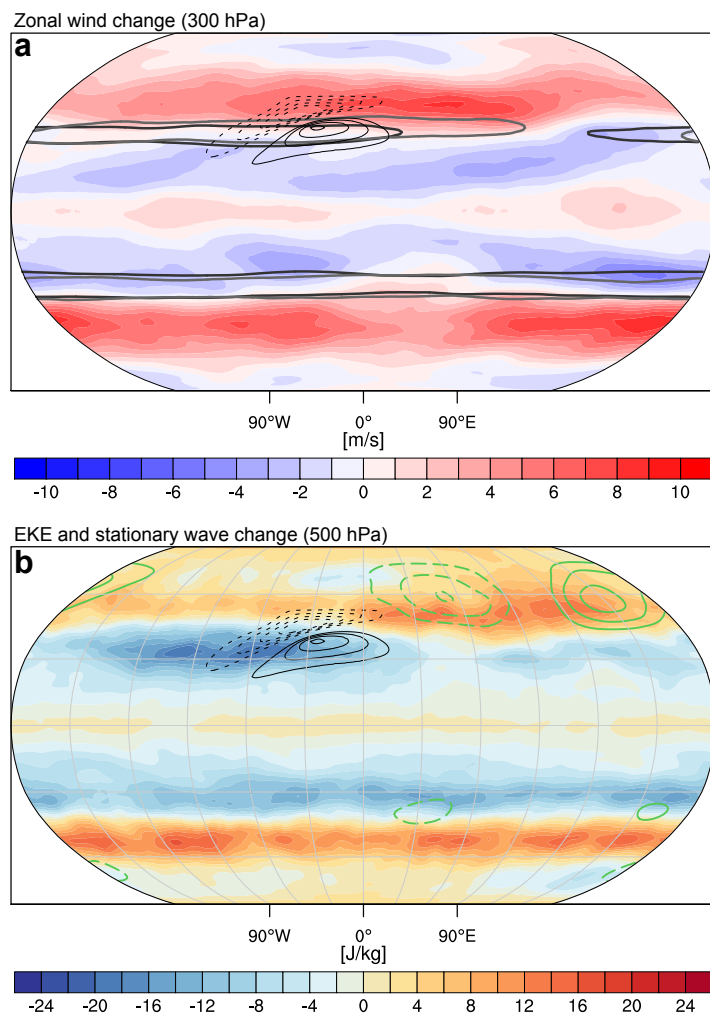 Zonal wind change (300 hPa)
a
90°W 0° 90°E
[m/s]
-10 -8 -6 -4 -2 0 2 4 6 8 10
EKE and stationary wave change (500 hPa)
b
90°W 0° 90°E
[J/kg]
-24 -20 -16 -12 -8 -4 0 4 8 12 16 20 24